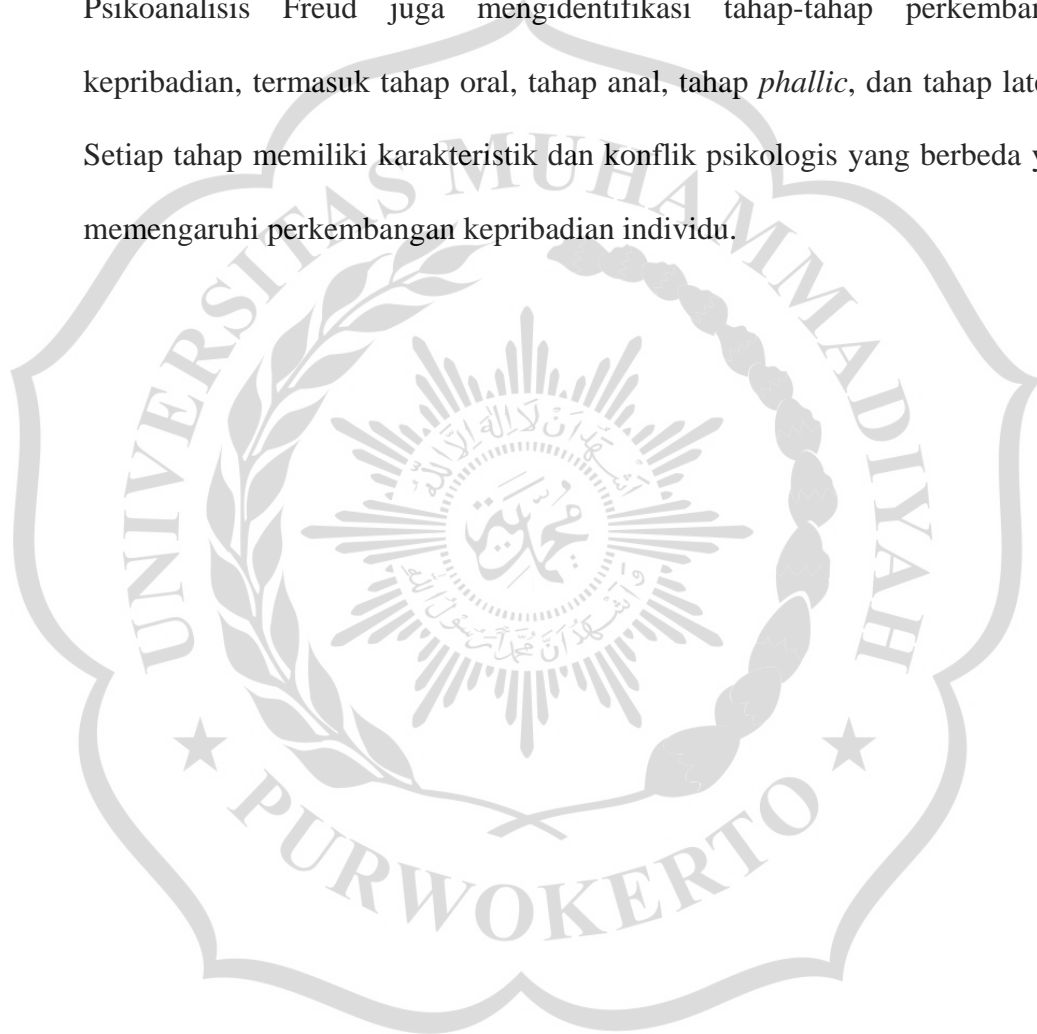 Psikoanalisis Freud juga mengidentifikasi tahap-tahap
kepribadian, termasuk tahap oral, tahap anal, tahap phallic, dan tahap
Setiap tahap memiliki karakteristik dan konflik psikologis yang berbeda
memengaruhi perkembangan kepribadian individu.
UNIVERSITAS MUHAMMADIYAH
PURWOKERTO